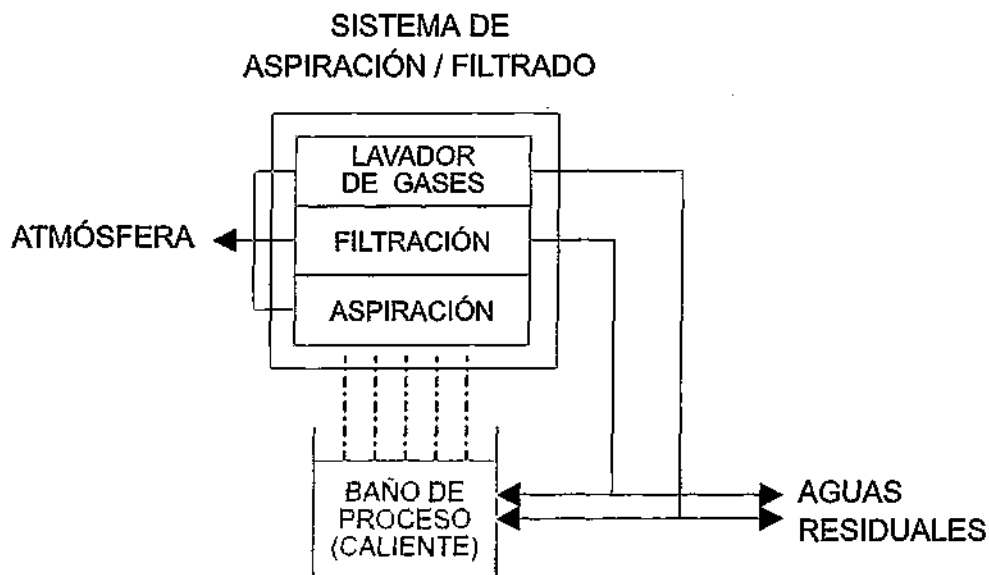 SISTEMA DE
ASPIRACIÓN / FILTRADO
LAVADOR
DE GASES
ATMÓSFERA
FILTRACIÓN
ASPIRACIÓN
BAÑO DE
PROCESO
(CALIENTE)
AGUAS
RESIDUALES